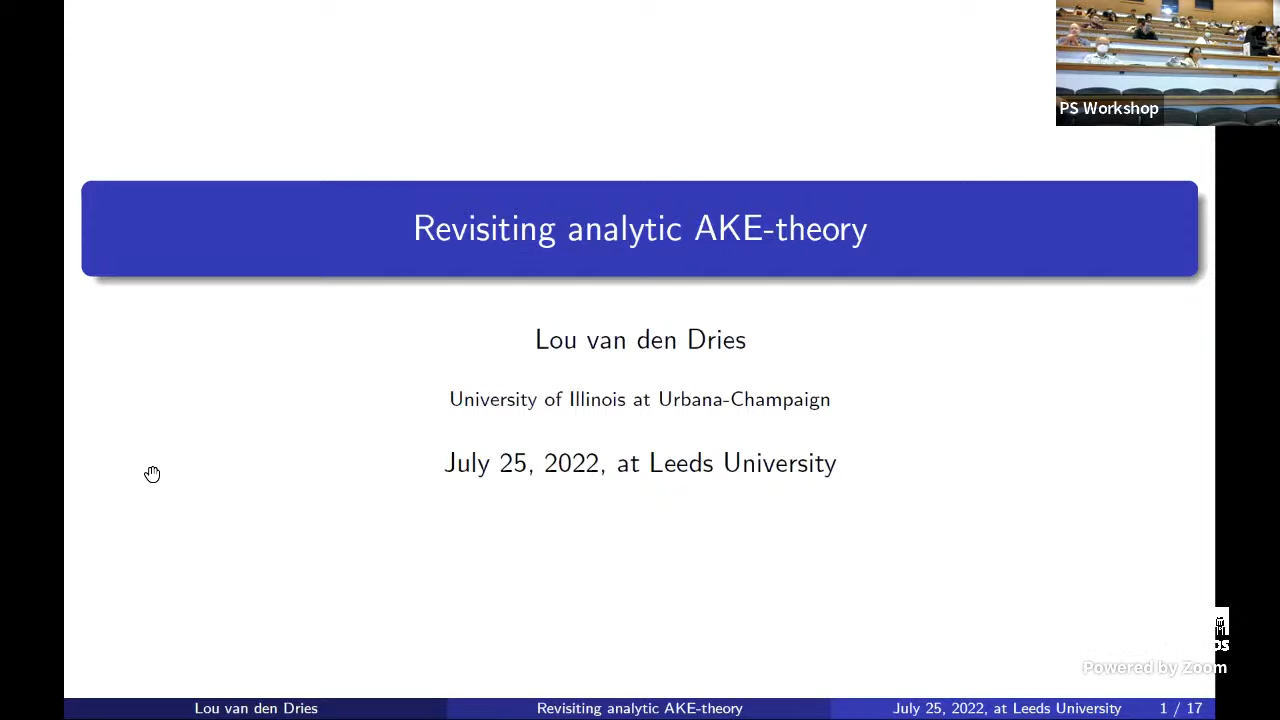 PS Workshop
Revisiting analytic AKE-theory
Lou van den Dries
University of Illinois at Urbana-Champaign
July 25, 2022, at Leeds University
Powered by Zoom
Lou van den Dries
Revisiting analytic AKE-theory
July 25, 2022, at Leeds University
1 / 17